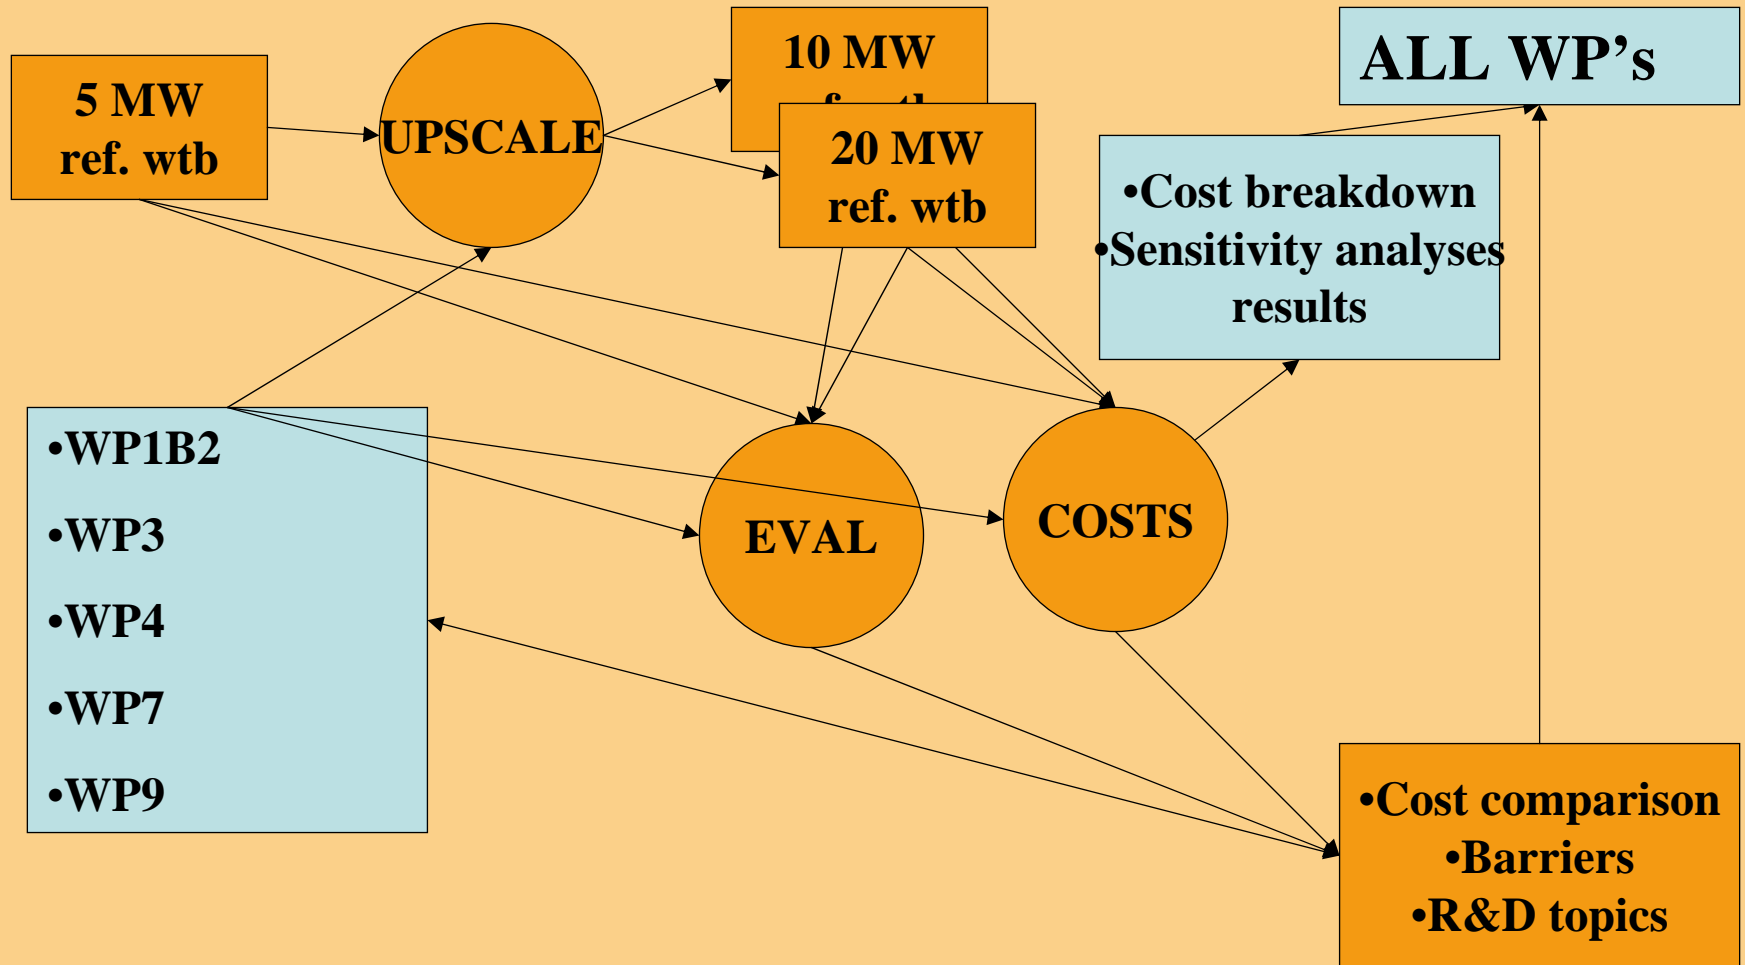 5 MW
ref. wtb
UPSCALE
10 MW
20 MW
ref. wtb
ALL WP’s
•Cost breakdown
•Sensitivity analyses
results
•WP1B2
•WP3
•WP4
•WP7
•WP9
EVAL
COSTS
•Cost comparison
•Barriers
•R&D topics